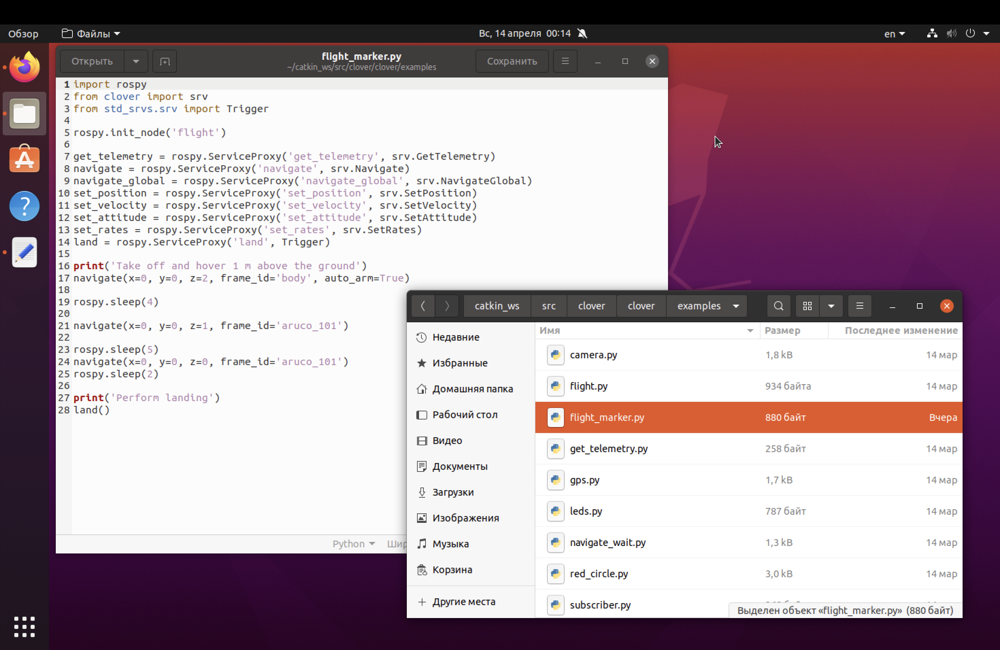 Обзор
Файлы
Вс, 14 апреля 00:14
en
Открыть
flight_marker.py
~/catkin_ws/src/clover/clover/examples
Сохранить
1 import rospy
2 from clover import srv
3 from std_srvs.srv import Trigger
4
5 rospy.init_node('flight')
6
7 get_telemetry = rospy.ServiceProxy('get_telemetry', srv.GetTelemetry)
8 navigate = rospy.ServiceProxy('navigate', srv.Navigate)
9 navigate_global = rospy.ServiceProxy('navigate_global', srv.NavigateGlobal)
10 set_position = rospy.ServiceProxy('set_position', srv.SetPosition)
11 set_velocity = rospy.ServiceProxy('set_velocity', srv.SetVelocity)
12 set_attitude = rospy.ServiceProxy('set_attitude', srv.SetAttitude)
13 set_rates = rospy.ServiceProxy('set_rates', srv.SetRates)
14 land = rospy.ServiceProxy('land', Trigger)
15
16 print('Take off and hover 1 m above the ground')
17 navigate(x=0, y=0, z=2, frame_id='body', auto_arm=True)
18
19 rospy.sleep(4)
20
21 navigate(x=0, y=0, z=1, frame_id='aruco_101')
22
23 rospy.sleep(5)
24 navigate(x=0, y=0, z=0, frame_id='aruco_101')
25 rospy.sleep(2)
26
27 print('Perform landing')
28 land()
Python Шир
catkin_ws src clover clover examples
Недавние
Избранные
Домашняя папка
Рабочий стол
Видео
Документы
Загрузки
Изображения
Музыка
Корзина
Другие места
Имя Размер Последнее изменение
camera.py 1,8 kB 14 мар
flight.py 934 байта 14 мар
flight_marker.py 880 байт Вчера
get_telemetry.py 258 байт 14 мар
gps.py 1,7 kB 14 мар
leds.py 787 байт 14 мар
navigate_wait.py 1,3 kB 14 мар
red_circle.py 3,0 kB 14 мар
subscriber.py
Выделен объект «flight_marker.py» (880 байт)